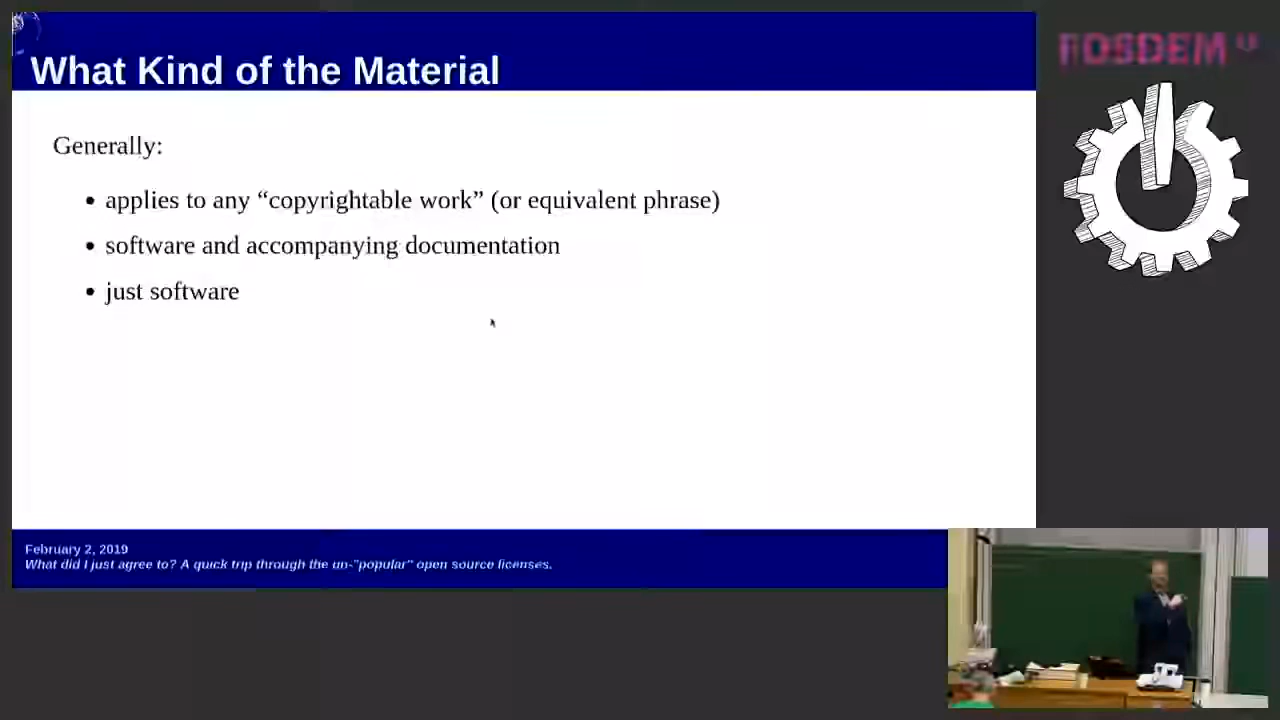 What Kind of the Material
FOSDEM
Generally:
applies to any “copyrightable work” (or equivalent phrase)
software and accompanying documentation
just software
February 2, 2019
What did I just agree to? A quick trip through the un-"popular" open source licenses.